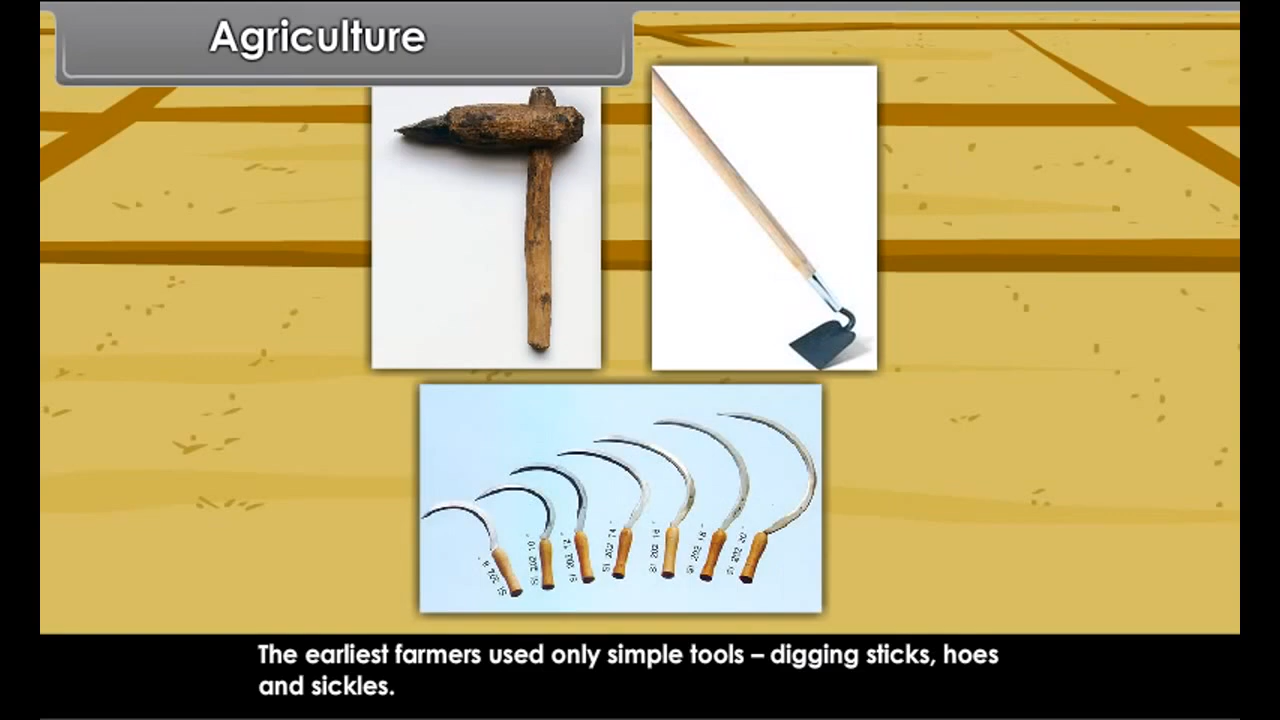 Agriculture
The earliest farmers used only simple tools – digging sticks, hoes
and sickles.